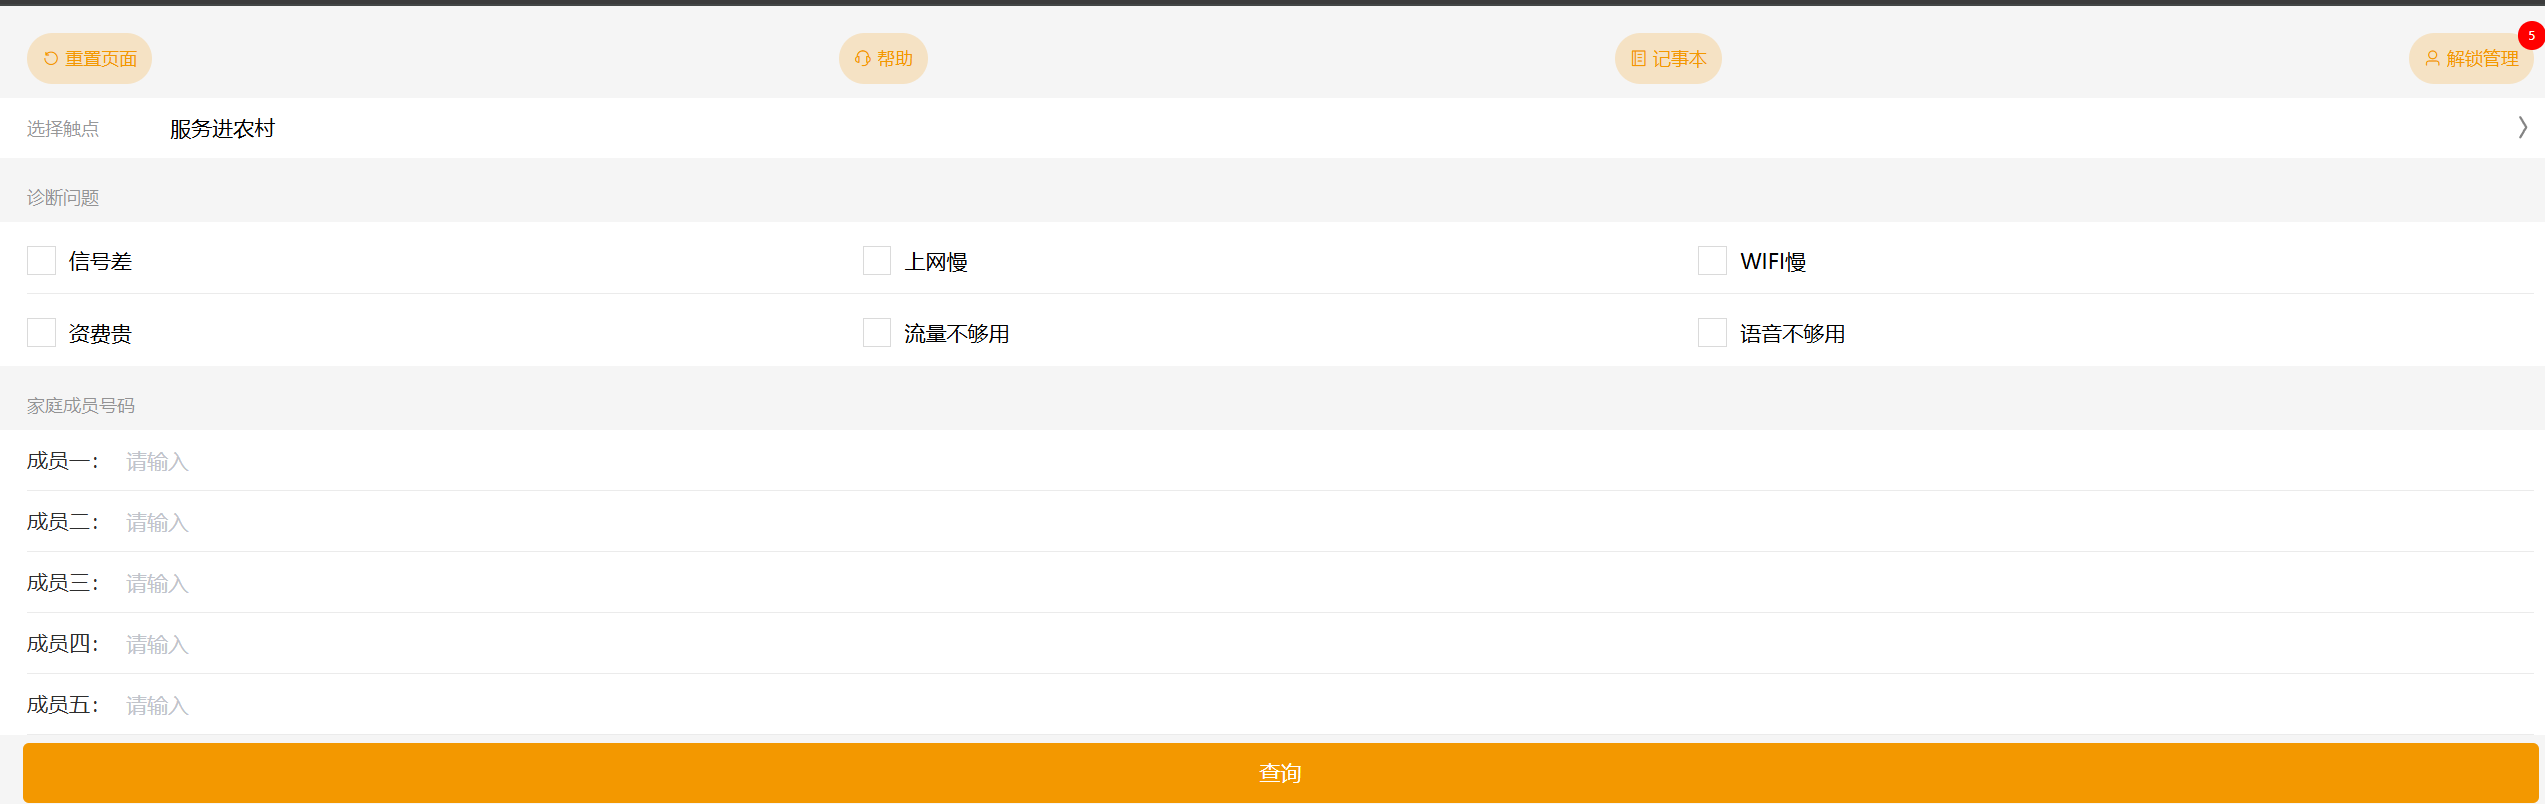 重置页面 帮助 记事本 解锁管理 5
选择触点 服务进农村
诊断问题
信号差 上网慢 WIFI慢
资费贵 流量不够用 语音不够用
家庭成员号码
成员一： 请输入
成员二： 请输入
成员三： 请输入
成员四： 请输入
成员五： 请输入
查询